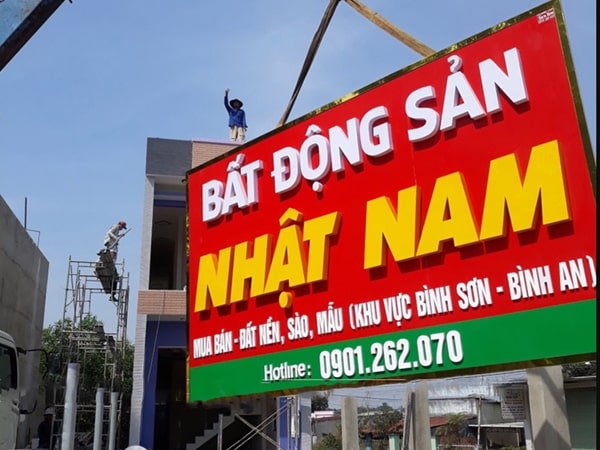 BẤT ĐỘNG SẢN
NHẬT NAM
MUA BÁN - ĐẤT NỀN, SÀO, MẪU (KHU VỰC BÌNH SƠN - BÌNH AN)
Hotline: 0901.262.070